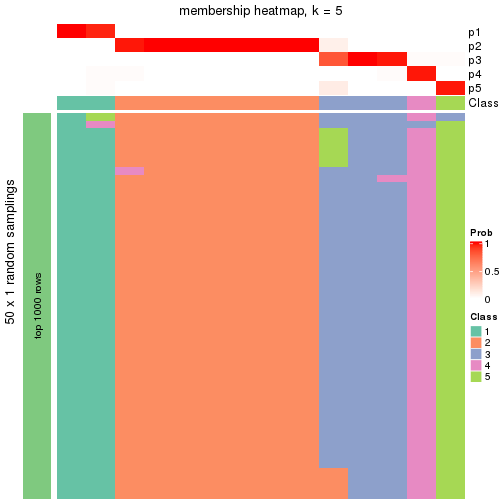 membership heatmap, k = 5
p1
p2
p3
p4
p5
Class
50 x 1 random samplings
top 1000 rows
Prob
1
0.5
0
Class
1
2
3
4
5